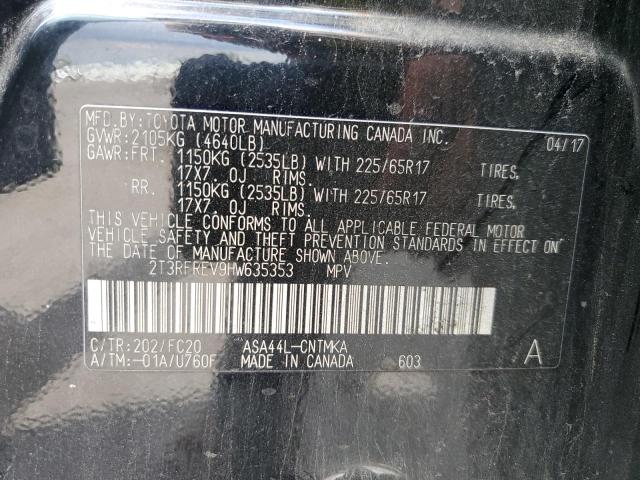 MFD.BY:TOYOTA MOTOR MANUFACTURING CANADA INC. 04/17
GVWR:2105KG (4640LB)
GAWR:FRT. 1150KG (2535LB) WITH 225/65R17 TIRES,
17X7.0J RIMS.
RR. 1150KG (2535LB) WITH 225/65R17 TIRES,
17X7.0J RIMS.
THIS VEHICLE CONFORMS TO ALL APPLICABLE FEDERAL MOTOR
VEHICLE SAFETY AND THEFT PREVENTION STANDARDS IN EFFECT ON
THE DATE OF MANUFACTURE SHOWN ABOVE.
2T3RFREV9HW635353 MPV
C/TR:202/FC20 ASA44L-CNTMKA
A/TM:-01A/U760F MADE IN CANADA 603 A